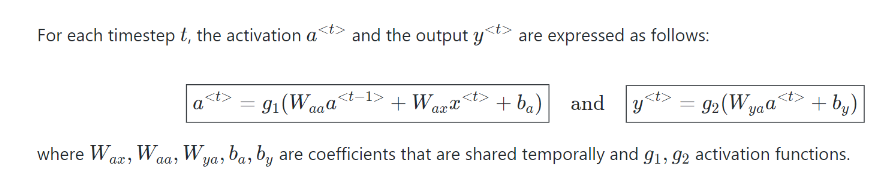 For each timestep t, the activation a^{<t>} and the output y^{<t>} are expressed as follows:
a^{<t>} = g_1(W_{aa}a^{<t-1>} + W_{ax}x^{<t>} + b_a) and y^{<t>} = g_2(W_{ya}a^{<t>} + b_y)
where W_{ax}, W_{aa}, W_{ya}, b_a, b_y are coefficients that are shared temporally and g_1, g_2 activation functions.